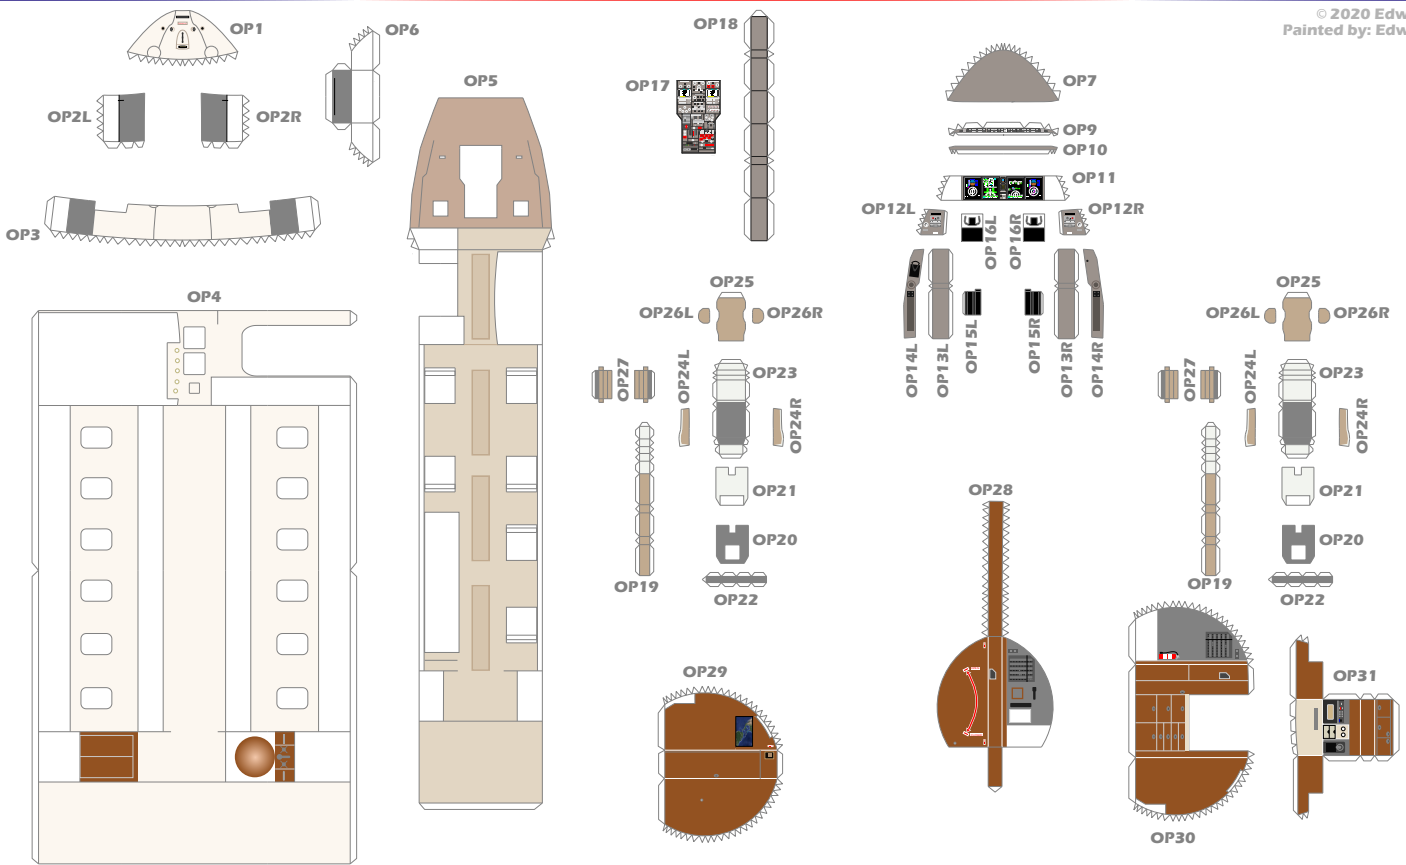 © 2020 Edw
Painted by: Edw
OP1
OP6
OP18
OP5
OP17
OP7
OP2L
OP2R
OP9
OP10
OP11
OP12L
OP12R
OP3
OP16L
OP16R
OP4
OP25
OP26L
OP26R
OP14L
OP13L
OP15L
OP15R
OP13R
OP14R
OP25
OP26L
OP26R
OP27
OP24L
OP23
OP27
OP24L
OP23
OP24R
OP24R
OP21
OP28
OP21
OP20
OP20
OP19
OP22
OP19
OP22
OP29
OP31
OP30